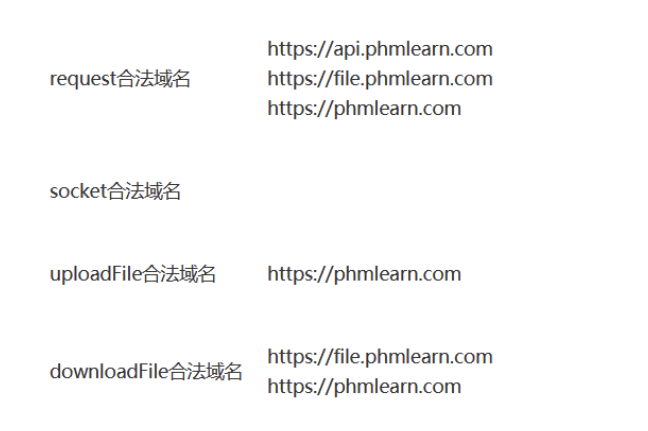 https://api.phmlearn.com
request合法域名
https://file.phmlearn.com
https://phmlearn.com
socket合法域名
uploadFile合法域名
https://phmlearn.com
https://file.phmlearn.com
downloadFile合法域名
https://phmlearn.com